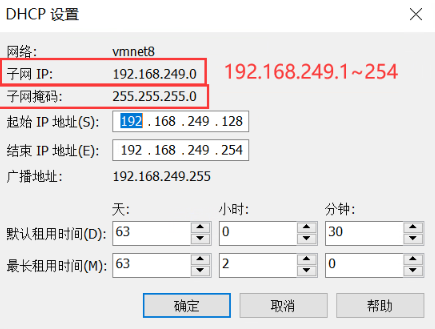 DHCP 设置
网络: vmnet8
子网 IP: 192.168.249.0 192.168.249.1~254
子网掩码: 255.255.255.0
起始 IP 地址(S): 192 . 168 . 249 . 128
结束 IP 地址(E): 192 . 168 . 249 . 254
广播地址: 192.168.249.255
天: 小时: 分钟:
默认租用时间(D): 63 0 30
最长租用时间(M): 63 2 0
确定 取消 帮助